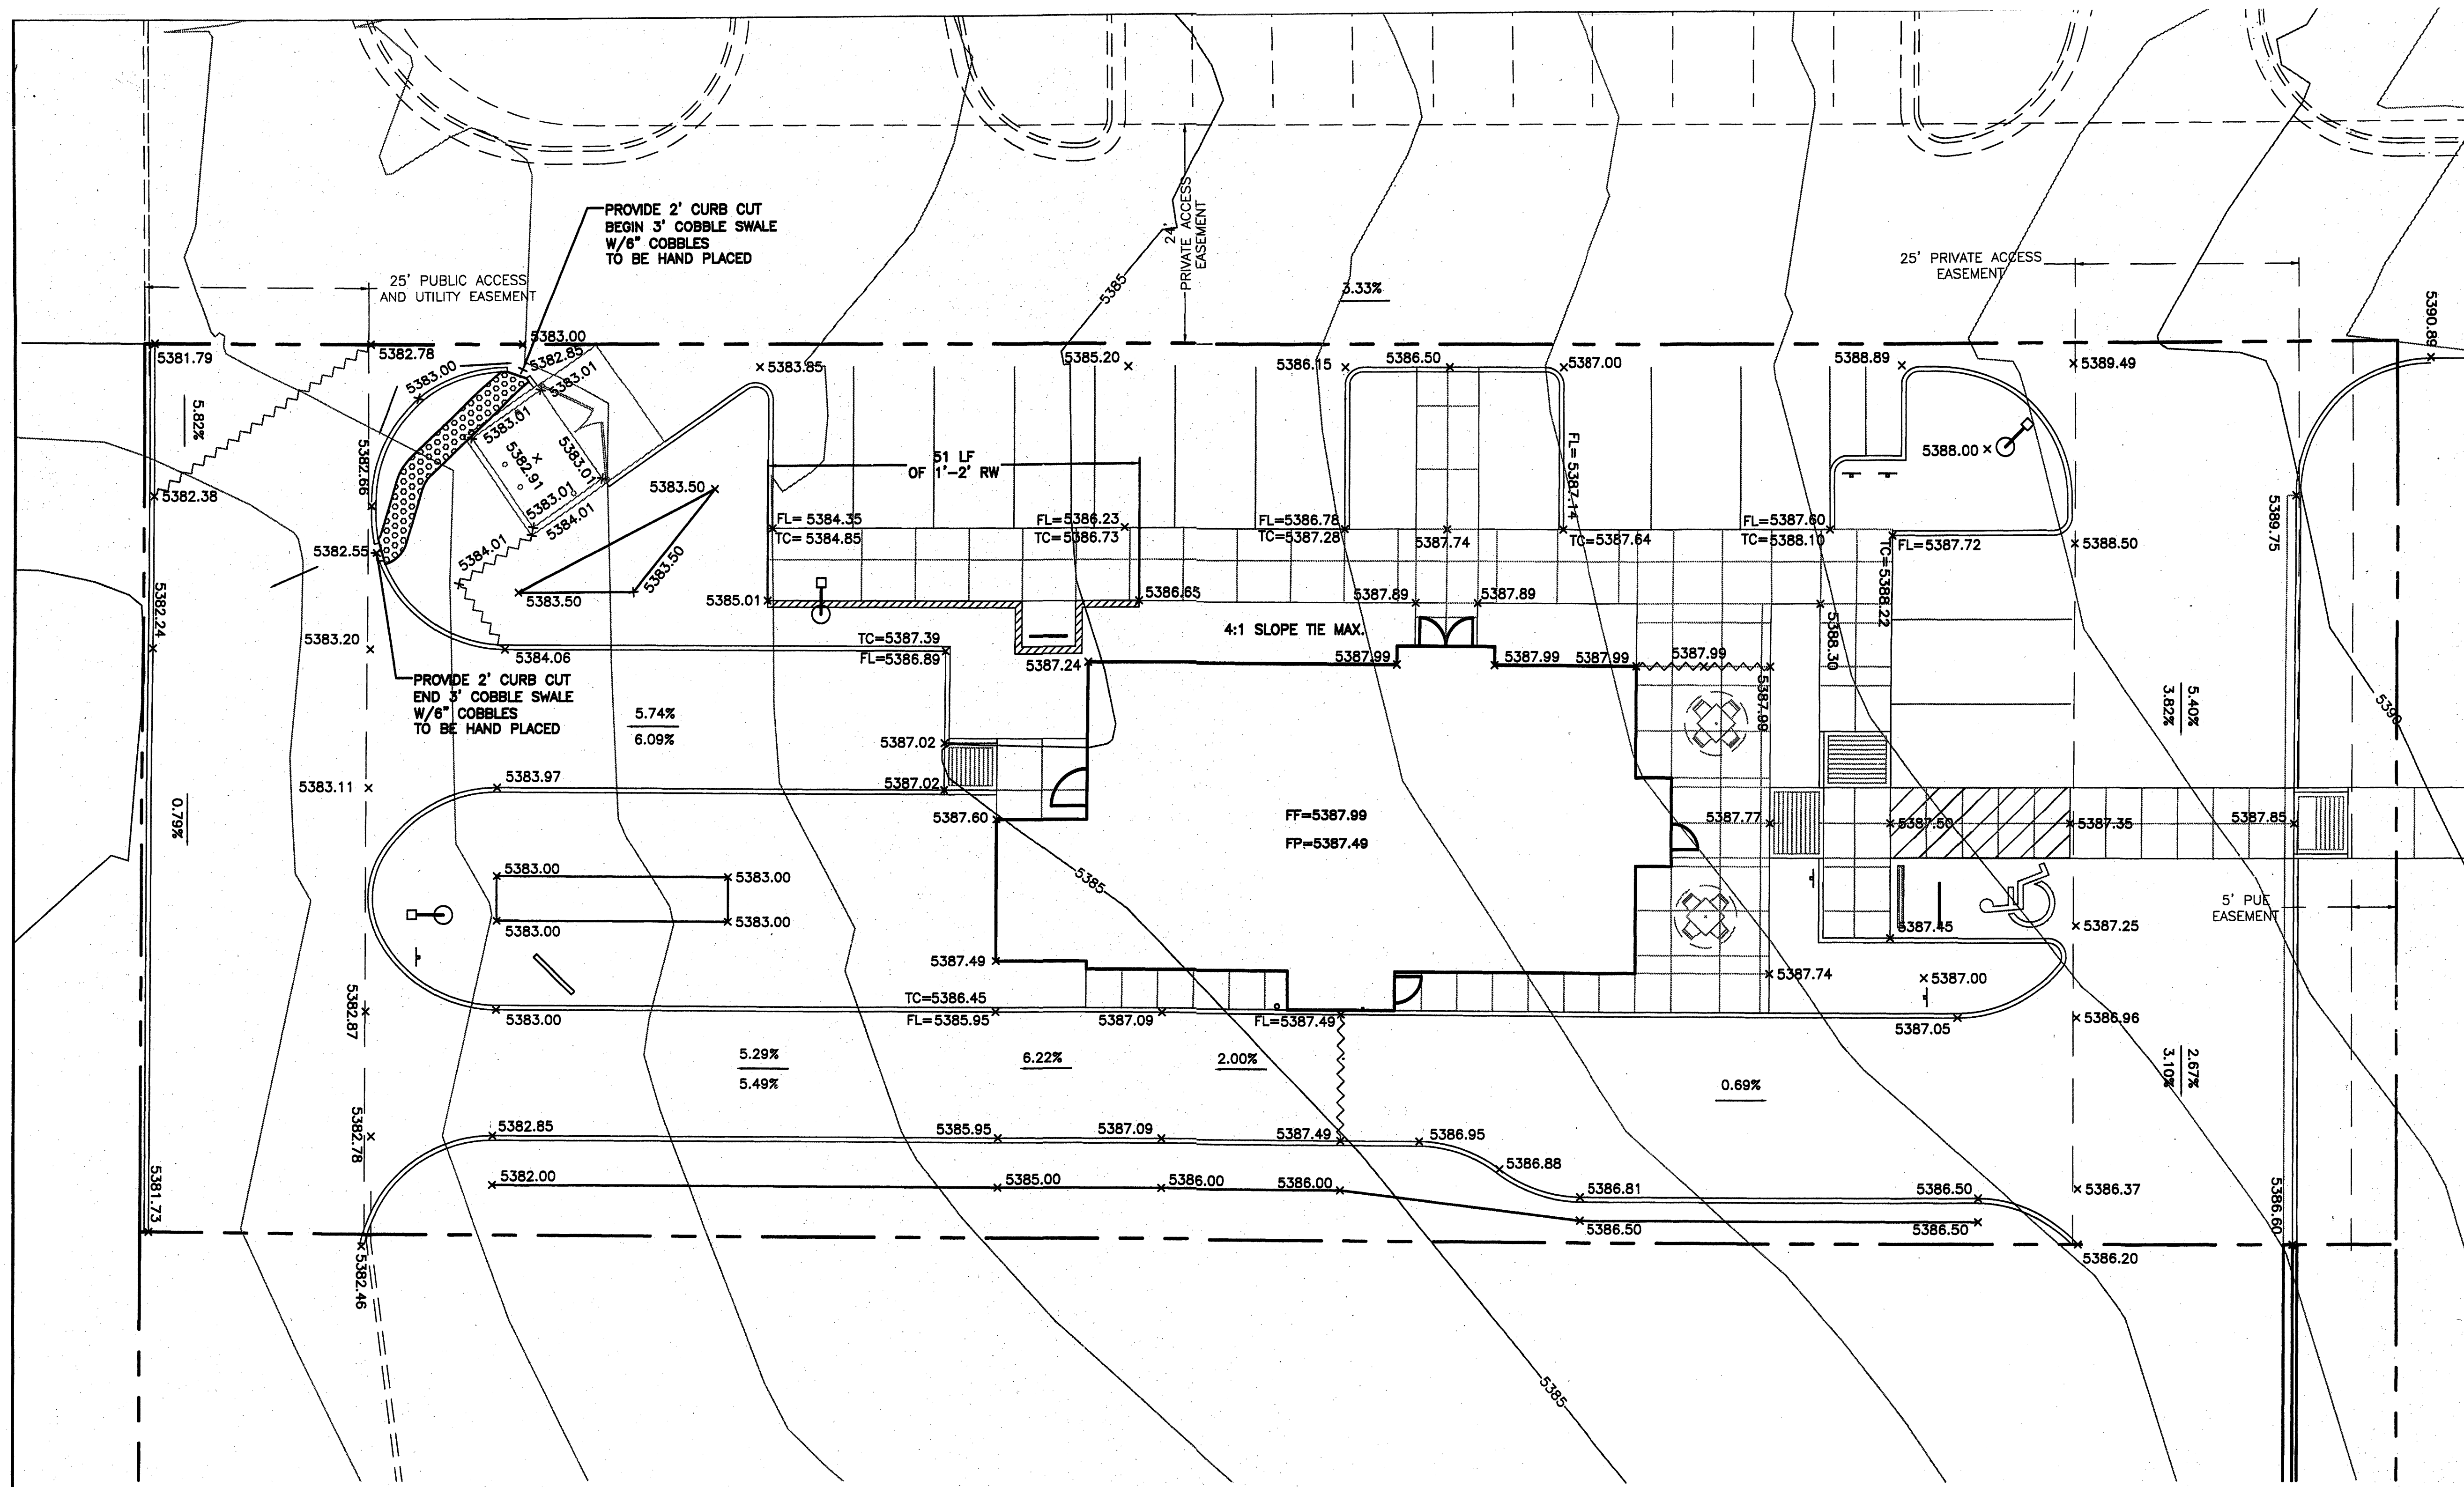 PROVIDE 2' CURB CUT
BEGIN 3' COBBLE SWALE
W/6" COBBLES
TO BE HAND PLACED
24'
PRIVATE ACCESS
EASEMENT
5385
25' PUBLIC ACCESS
AND UTILITY EASEMENT
25' PRIVATE ACCESS
EASEMENT
3.33%
5390.89
5381.79
5382.78
5383.00
5382.85
5383.01
5383.00
5383.85
5385.20
5386.15
5386.50
5387.00
5388.89
5389.49
5.82%
5382.66
5383.01
5382.91
5383.01
5383.01
5384.01
5384.01
5382.38
5382.55
5383.50
5383.50
5383.50
51 LF
OF 1'-2' RW
FL=5387.14
5388.00
5389.75
FL= 5384.35
TC= 5384.85
FL=5386.23
TC=5386.73
FL=5386.78
TC=5387.28
5387.74
TC=5387.64
FL=5387.60
TC=5388.10
FL=5387.72
TC=5388.22
5388.50
5382.24
5383.20
5384.06
5385.01
5386.65
5387.89
5387.89
4:1 SLOPE TIE MAX.
5388.30
TC=5387.39
FL=5386.89
5387.24
5387.99
5387.99
5387.99
5387.99
5387.99
PROVIDE 2' CURB CUT
END 3' COBBLE SWALE
W/6" COBBLES
TO BE HAND PLACED
5.74%
6.09%
5.40%
3.82%
5390
5387.02
5387.02
5383.11
5383.97
0.79%
5387.60
FF=5387.99
FP=5387.49
5387.77
5387.50
5387.35
5387.85
5383.00
5383.00
5383.00
5383.00
5385
5' PUE
EASEMENT
5387.45
5387.25
5387.49
5387.74
5387.00
5382.87
5383.00
TC=5386.45
FL=5385.95
5387.09
FL=5387.49
5387.05
5386.96
5.29%
5.49%
6.22%
2.00%
0.69%
2.67%
3.10%
5382.78
5382.85
5385.95
5387.09
5387.49
5386.95
5386.88
5381.73
5382.00
5385.00
5386.00
5386.00
5386.81
5386.50
5386.37
5386.50
5386.50
5386.60
5386.20
5382.46
5385